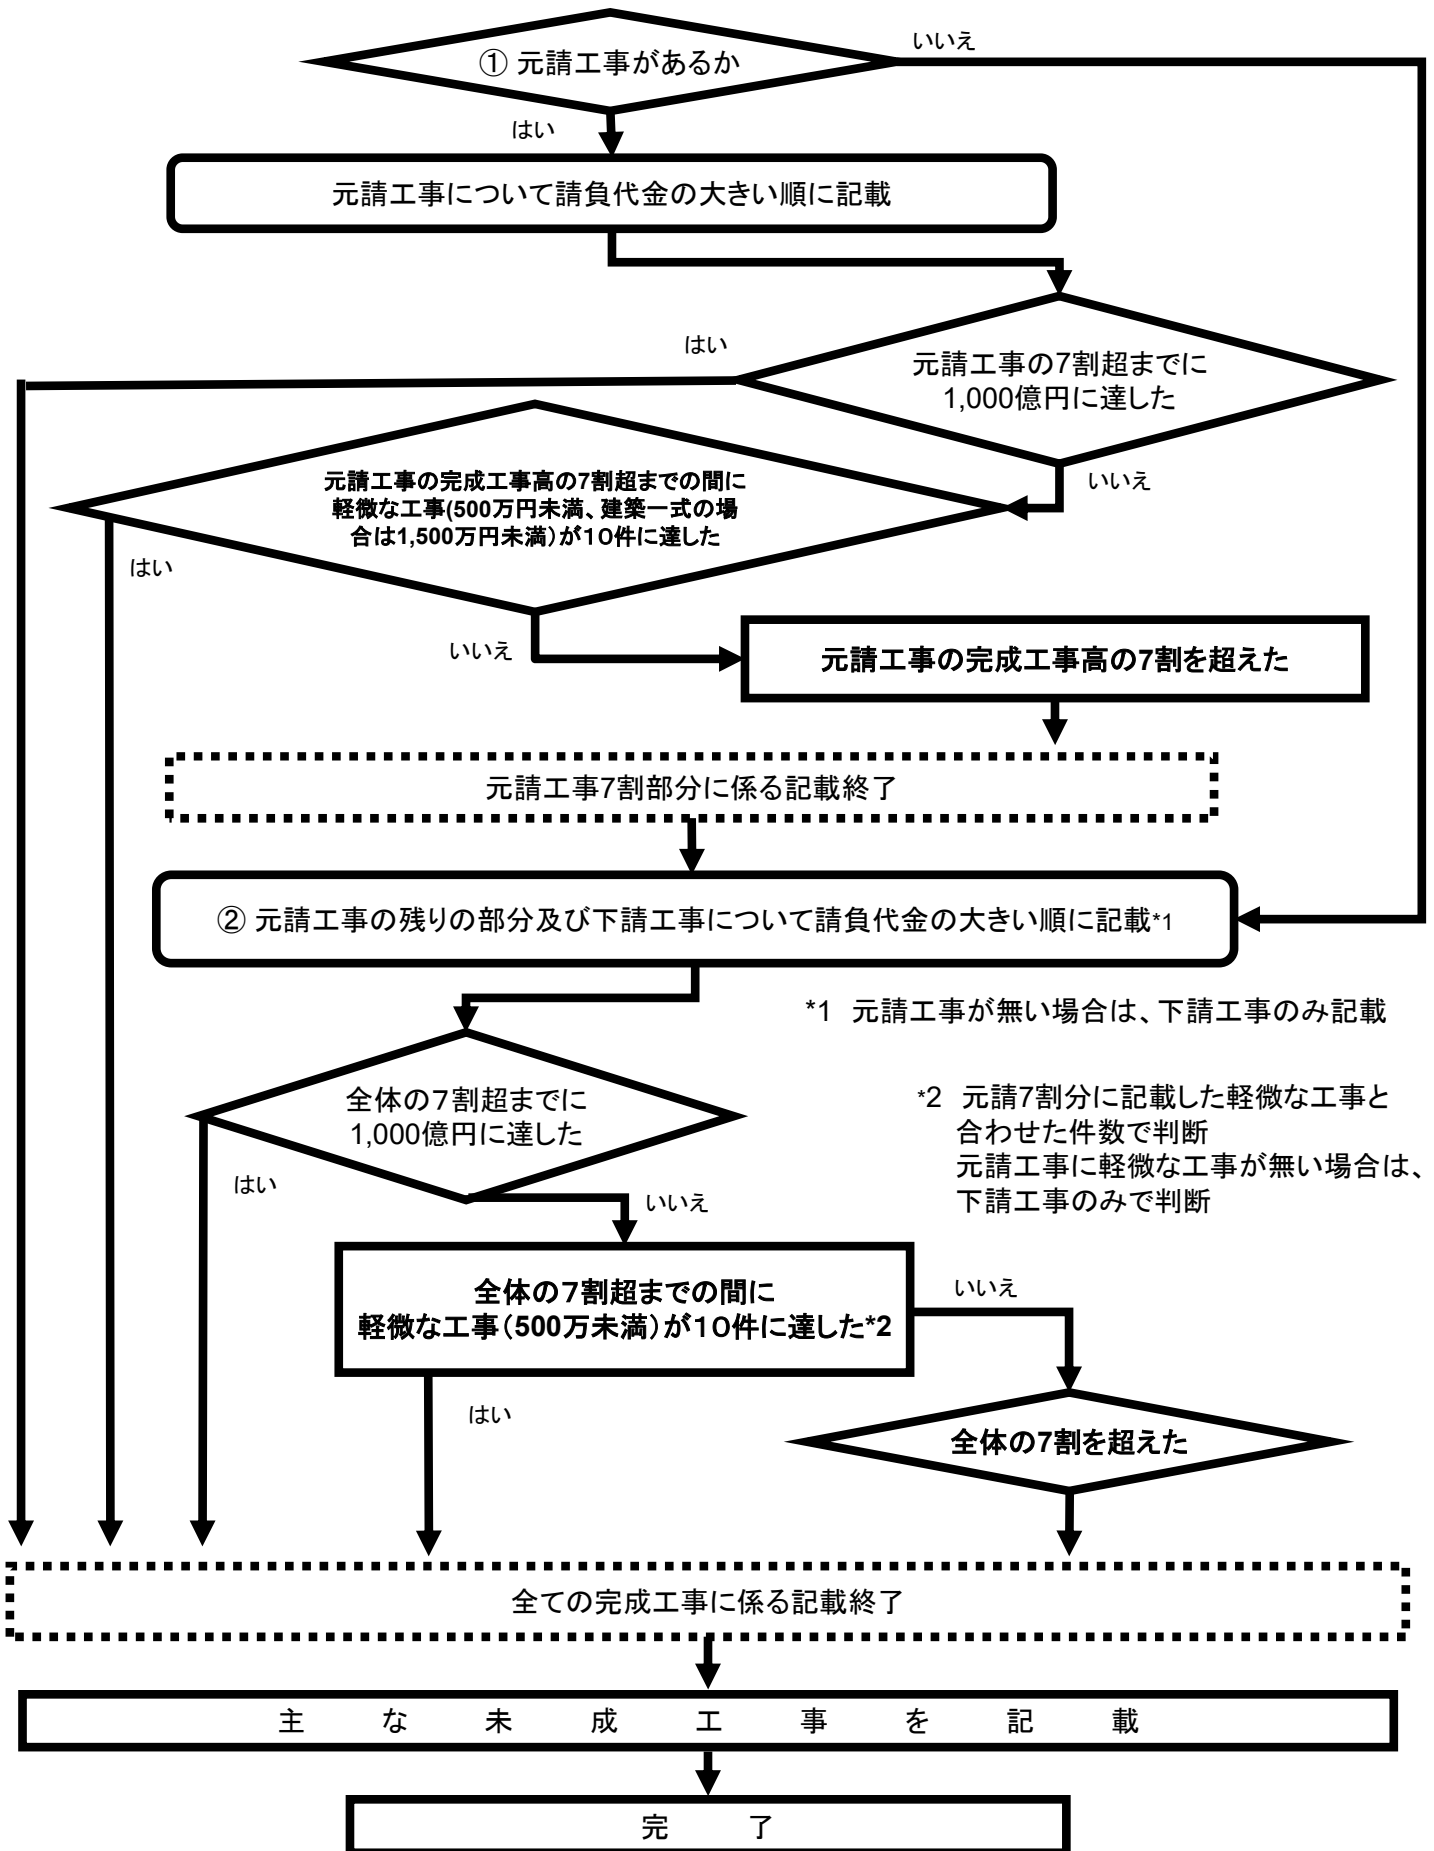 ① 元請工事があるか
いいえ
はい
元請工事について請負代金の大きい順に記載
はい
元請工事の7割超までに
1,000億円に達した
いいえ
元請工事の完成工事高の7割超までの間に
軽微な工事(500万円未満、建築一式の場
合は1,500万円未満)が10件に達した
はい
いいえ
元請工事の完成工事高の7割を超えた
元請工事7割部分に係る記載終了
② 元請工事の残りの部分及び下請工事について請負代金の大きい順に記載*1
*1 元請工事が無い場合は、下請工事のみ記載
全体の7割超までに
1,000億円に達した
*2 元請7割分に記載した軽微な工事と
合わせた件数で判断
元請工事に軽微な工事が無い場合は、
下請工事のみで判断
はい
いいえ
全体の7割超までの間に
軽微な工事(500万未満)が10件に達した*2
いいえ
はい
全体の7割を超えた
全ての完成工事に係る記載終了
主な未成工事を記載
完了